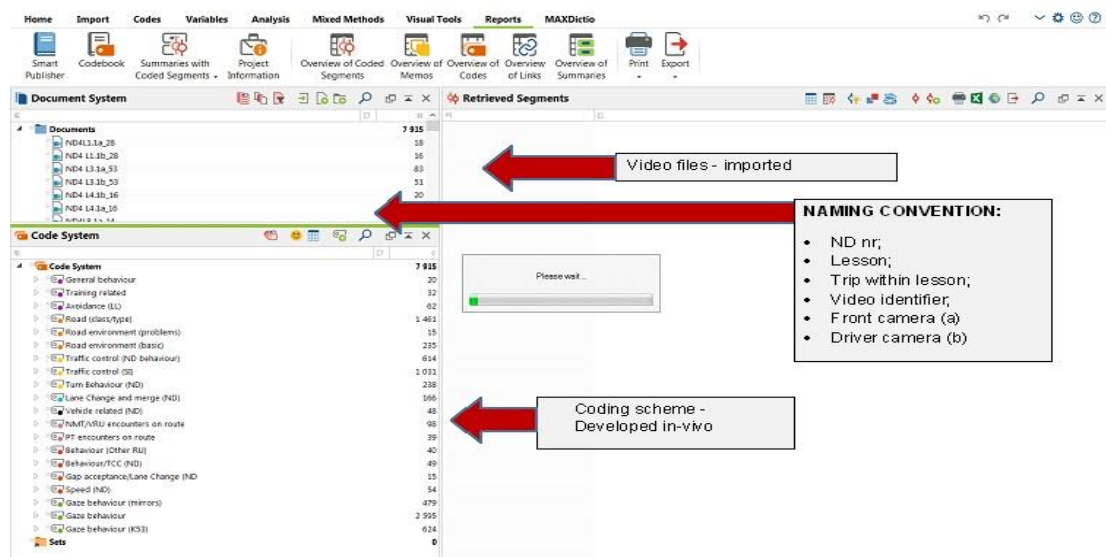 Home Import Codes Variables Analysis Mixed Methods Visual Tools Reports MAXDictio
Smart Publisher
Codebook
Summaries with Coded Segments
Project Information
Overview of Coded Segments
Overview of Memos
Overview of Codes
Overview of Links
Overview of Summaries
Print
Export
Document System
Retrieved Segments
Documents 7 915
ND4L1.1a_28 18
ND4 L1.1b_28 16
ND4 L3.1a_53 83
ND4 L3.1b_53 51
ND4 L4.1b_16 20
ND4 L4.1a_16
Video files - imported
NAMING CONVENTION:
• ND nr;
• Lesson;
• Trip within lesson;
• Video identifier;
• Front camera (a)
• Driver camera (b)
Code System
Code System 7 915
General behaviour 20
Training related 32
Avoidance (LL) 62
Road (class/type) 1 461
Road environment (problems) 15
Road environment (basic) 235
Traffic control (ND behaviour) 614
Traffic control (SI) 1 031
Turn Behaviour (ND) 238
Lane Change and merge (ND) 166
Vehicle related (ND) 48
NMT/VRU encounters on route 98
PT encounters on route 39
Behaviour (Other RU) 40
Behaviour/TCC (ND) 49
Gap acceptance/Lane Change (ND 15
Speed (ND) 54
Gaze behaviour (mirrors) 479
Gaze behaviour 2 595
Gaze behaviour (K53) 624
Sets 0
Please wait...
Coding scheme -
Developed in-vivo